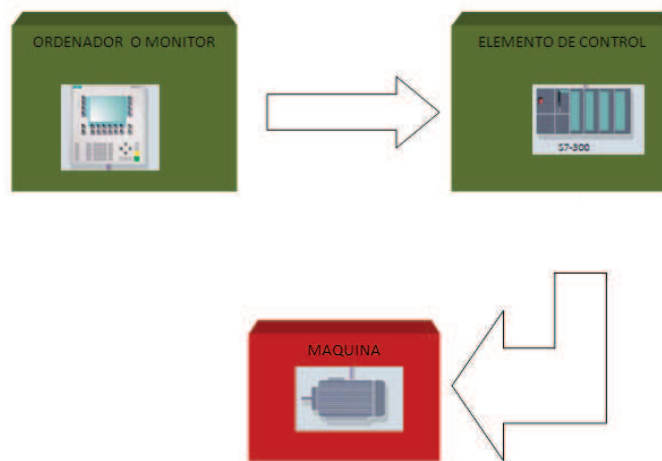 ORDENADOR O MONITOR
ELEMENTO DE CONTROL
S7-300
MAQUINA